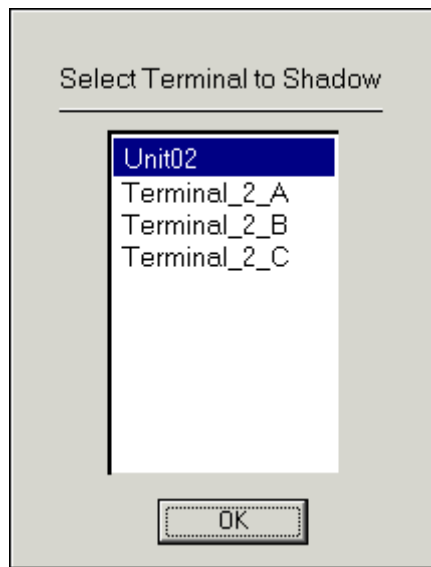 Select Terminal to Shadow
Unit02
Terminal_2_A
Terminal_2_B
Terminal_2_C
OK